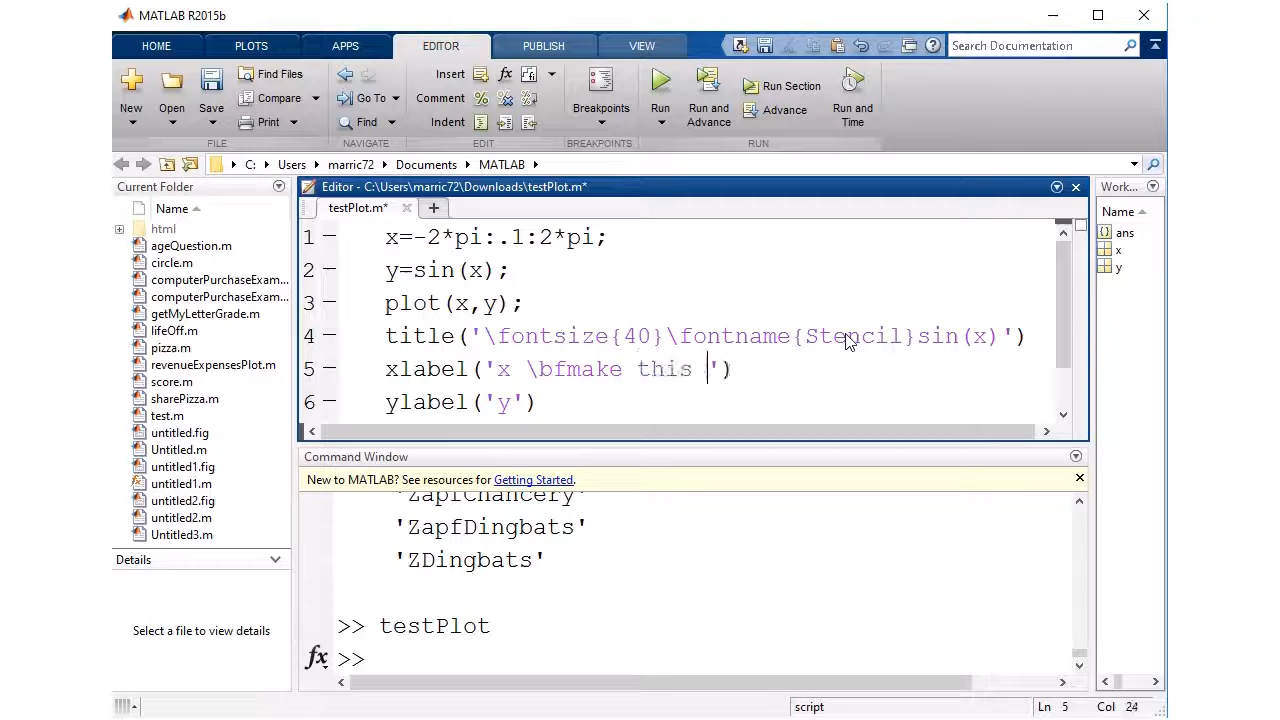 MATLAB R2015b
HOME PLOTS APPS EDITOR PUBLISH VIEW Search Documentation
New Open Save Find Files Compare Print
Go To Find
Insert fx Comment % Indent
Breakpoints
Run Run and Advance Run Section Advance Run and Time
FILE NAVIGATE EDIT BREAKPOINTS RUN
C: Users marric72 Documents MATLAB
Current Folder
Name
html
ageQuestion.m
circle.m
computerPurchaseExam...
computerPurchaseExam...
getMyLetterGrade.m
lifeOff.m
pizza.m
revenueExpensesPlot.m
score.m
sharePizza.m
test.m
untitled.fig
Untitled.m
untitled1.fig
untitled1.m
untitled2.fig
untitled2.m
Untitled3.m
Details
Select a file to view details
Editor - C:\Users\marric72\Downloads\testPlot.m*
testPlot.m*
1 x=-2*pi:.1:2*pi;
2 y=sin(x);
3 plot(x,y);
4 title('\fontsize{40}\fontname{Stencil}sin(x)')
5 xlabel('x \bfmake this ')
6 ylabel('y')
Command Window
New to MATLAB? See resources for Getting Started.
'ZapfChancery'
'ZapfDingbats'
'ZDingbats'
>> testPlot
fx >>
Work...
Name
ans
x
y
script Ln 5 Col 24